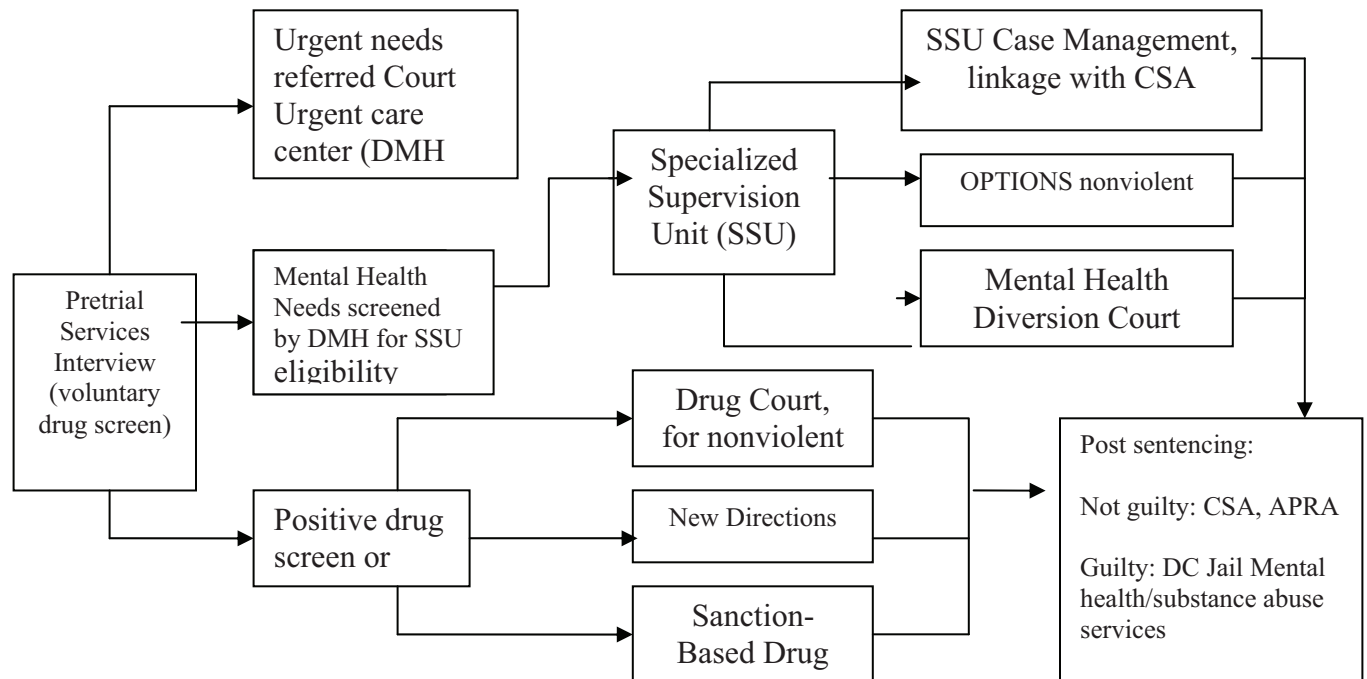 Urgent needs
referred Court
Urgent care
center (DMH
SSU Case Management,
linkage with CSA
Specialized
Supervision
Unit (SSU)
OPTIONS nonviolent
Mental Health
Diversion Court
Mental Health
Needs screened
by DMH for SSU
eligibility
Pretrial
Services
Interview
(voluntary
drug screen)
Drug Court,
for nonviolent
Positive drug
screen or
New Directions
Sanction-
Based Drug
Post sentencing:
Not guilty: CSA, APRA
Guilty: DC Jail Mental
health/substance abuse
services